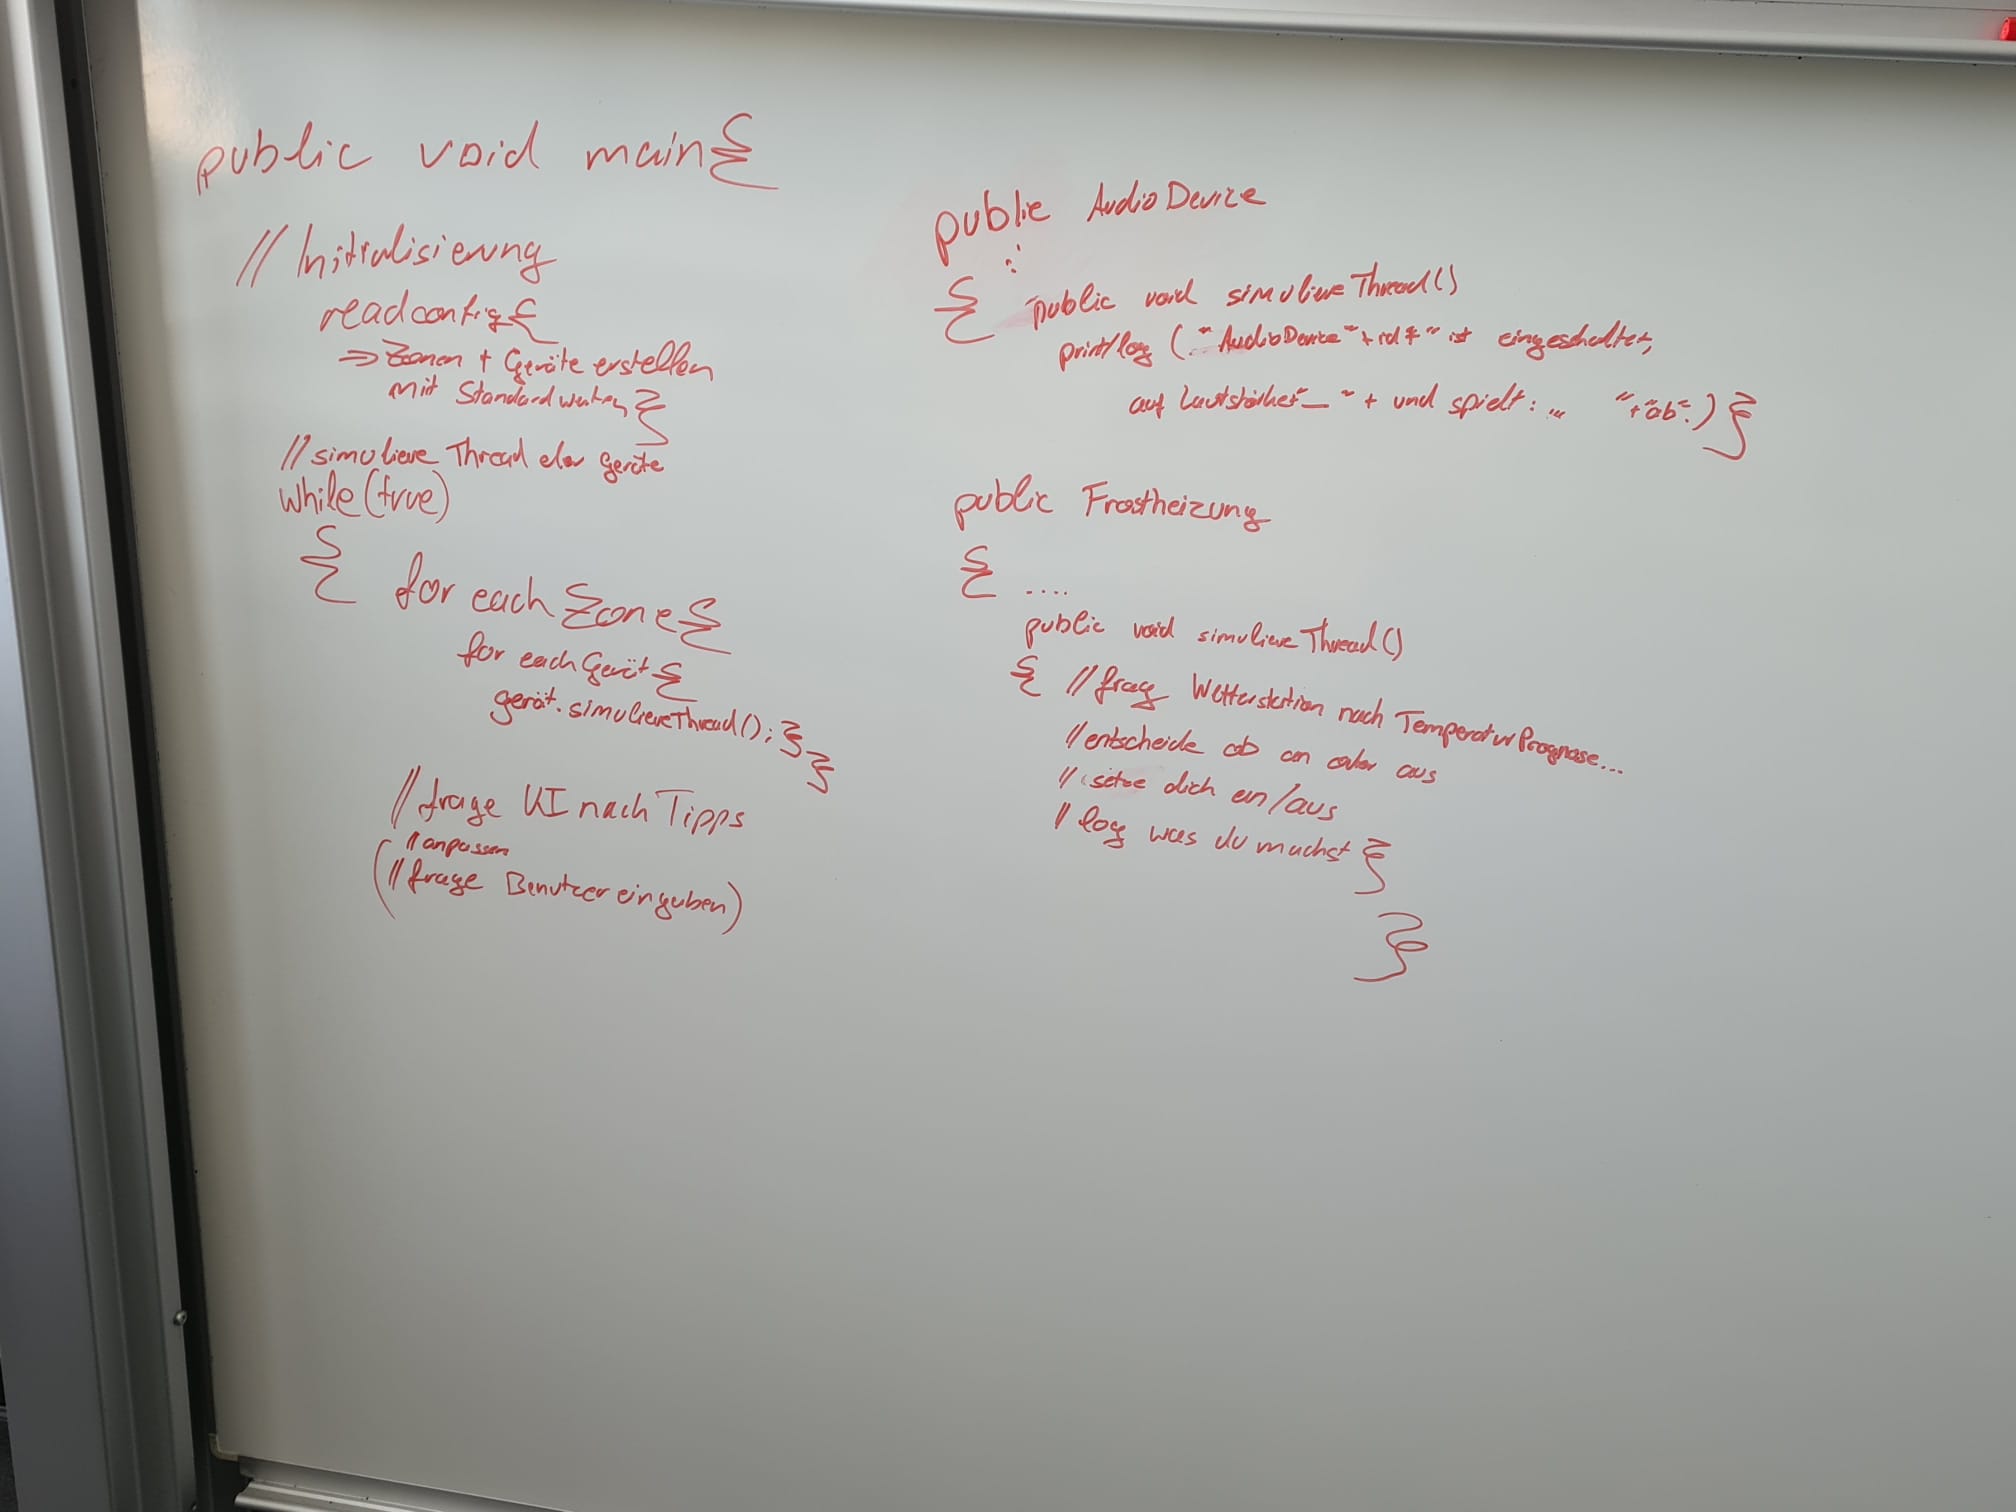 public void main{
// Initialisierung
readconfig{
=> Zonen + Geräte erstellen
mit Standardwerten }
// simuliere Thread der Geräte
while(true)
{ for each Zone{
for each Gerät {
gerät.simuliereThread(); } }
// frage KI nach Tipps
// anpassen
( // frage Benutzereingaben )
public AudioDevice
:
{ public void simuliereThread()
print/log ("AudioDevice" + id + " ist eingeschaltet,
auf Lautstärke " + und spielt: ... " + "ab". ) }
public Frostheizung
{ ....
public void simuliereThread()
{ // frag Wetterstation nach TemperaturPrognose...
// entscheide ob an oder aus
// setze dich an/aus
// log was du machst }
}